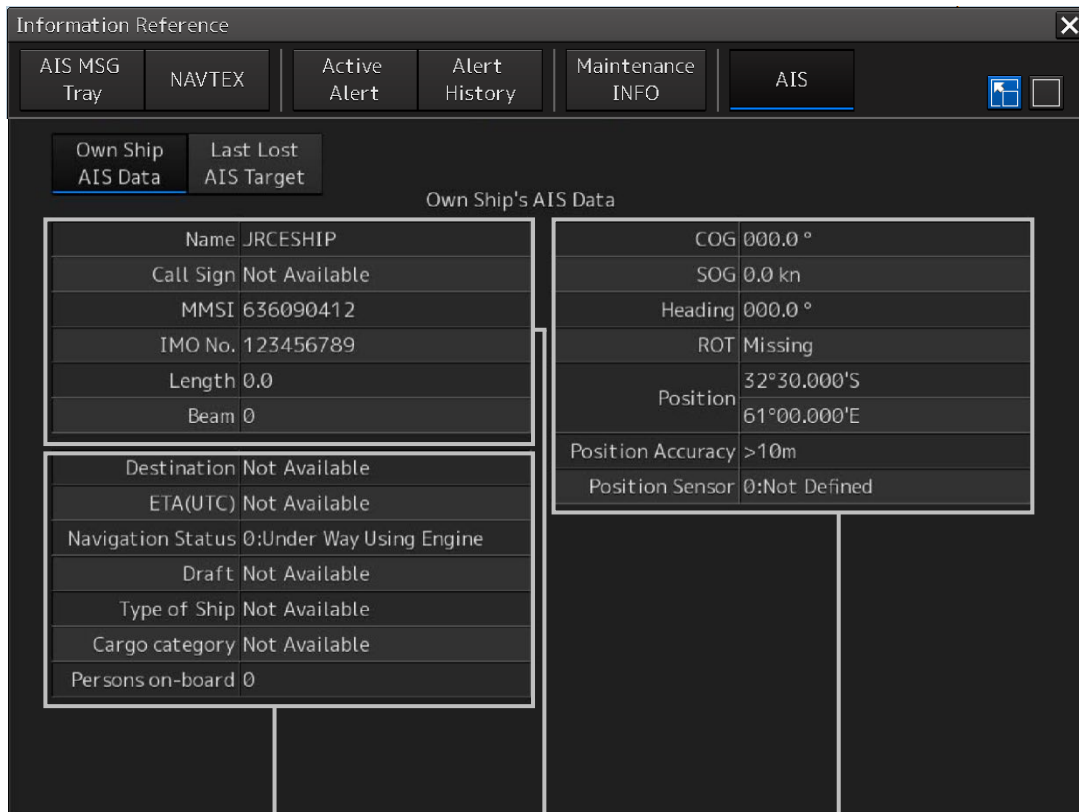 Information Reference
AIS MSG
Tray
NAVTEX
Active
Alert
Alert
History
Maintenance
INFO
AIS
Own Ship
AIS Data
Last Lost
AIS Target
Own Ship's AIS Data
Name JRCESHIP
Call Sign Not Available
MMSI 636090412
IMO No. 123456789
Length 0.0
Beam 0
Destination Not Available
ETA(UTC) Not Available
Navigation Status 0:Under Way Using Engine
Draft Not Available
Type of Ship Not Available
Cargo category Not Available
Persons on-board 0
COG 000.0 °
SOG 0.0 kn
Heading 000.0 °
ROT Missing
Position 32°30.000'S
61°00.000'E
Position Accuracy >10m
Position Sensor 0:Not Defined